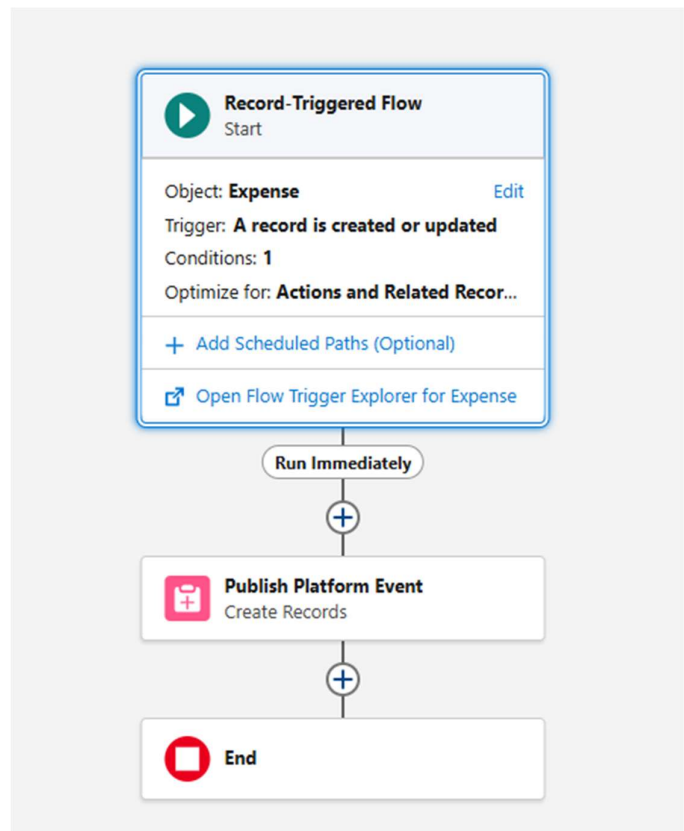 Record-Triggered Flow
Start
Object: Expense Edit
Trigger: A record is created or updated
Conditions: 1
Optimize for: Actions and Related Recor...
+ Add Scheduled Paths (Optional)
Open Flow Trigger Explorer for Expense
Run Immediately
Publish Platform Event
Create Records
End